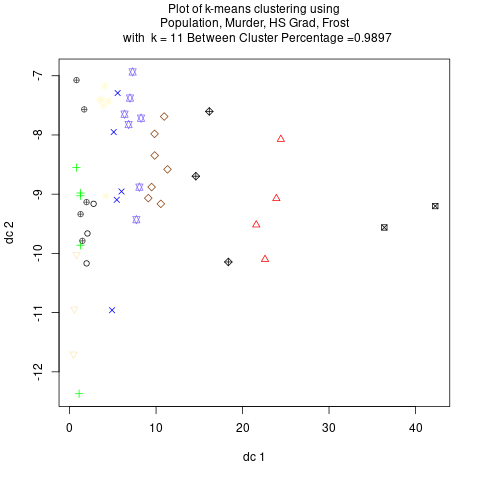 Plot of k-means clustering using
Population, Murder, HS Grad, Frost
with k = 11 Between Cluster Percentage =0.9897
-7
-8
-9
-10
-11
-12
dc 2
0 10 20 30 40
dc 1